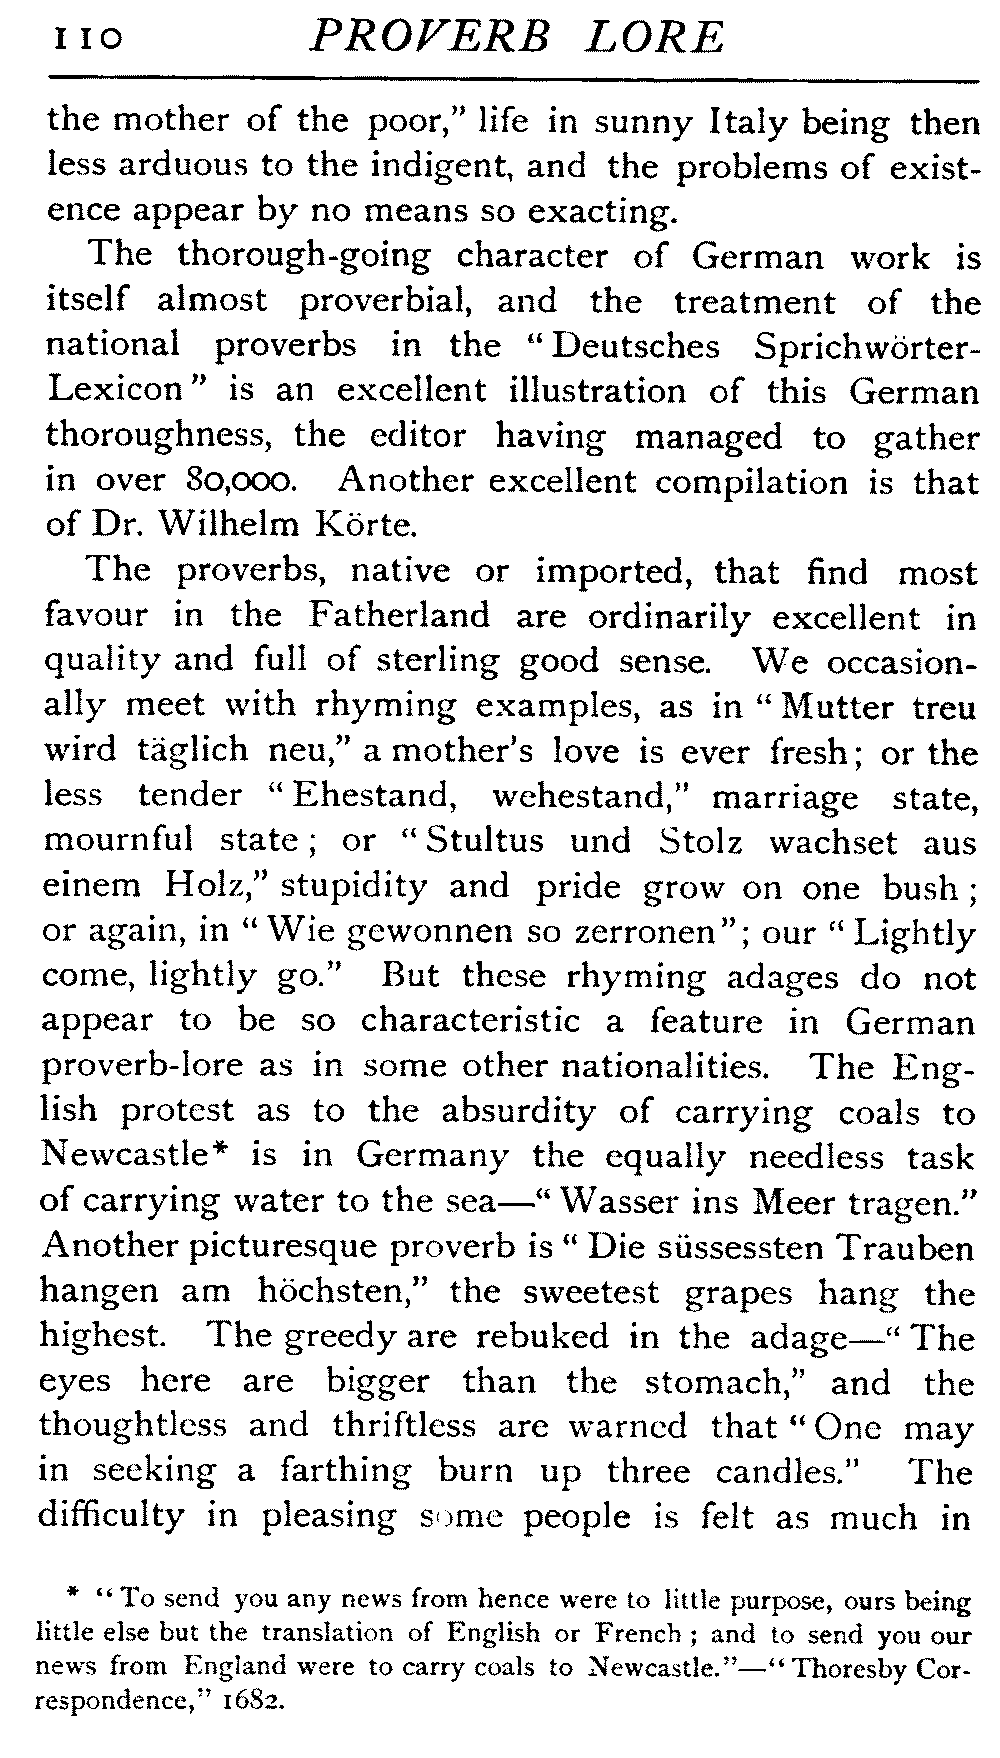 110 PROVERB LORE
the mother of the poor,” life in sunny Italy being then
less arduous to the indigent, and the problems of exist-
ence appear by no means so exacting.
The thorough-going character of German work is
itself almost proverbial, and the treatment of the
national proverbs in the “Deutsches Sprichwörter-
Lexicon” is an excellent illustration of this German
thoroughness, the editor having managed to gather
in over 80,000. Another excellent compilation is that
of Dr. Wilhelm Körte.
The proverbs, native or imported, that find most
favour in the Fatherland are ordinarily excellent in
quality and full of sterling good sense. We occasion-
ally meet with rhyming examples, as in “Mutter treu
wird täglich neu,” a mother's love is ever fresh; or the
less tender “Ehestand, wehestand,” marriage state,
mournful state; or “Stultus und Stolz wachset aus
einem Holz,” stupidity and pride grow on one bush;
or again, in “Wie gewonnen so zerronen”; our “Lightly
come, lightly go.” But these rhyming adages do not
appear to be so characteristic a feature in German
proverb-lore as in some other nationalities. The Eng-
lish protest as to the absurdity of carrying coals to
Newcastle* is in Germany the equally needless task
of carrying water to the sea—“Wasser ins Meer tragen.”
Another picturesque proverb is “Die süssessten Trauben
hangen am höchsten,” the sweetest grapes hang the
highest. The greedy are rebuked in the adage—“The
eyes here are bigger than the stomach,” and the
thoughtless and thriftless are warned that “One may
in seeking a farthing burn up three candles.” The
difficulty in pleasing some people is felt as much in
* “To send you any news from hence were to little purpose, ours being
little else but the translation of English or French; and to send you our
news from England were to carry coals to Newcastle.”—“Thoresby Cor-
respondence,” 1682.